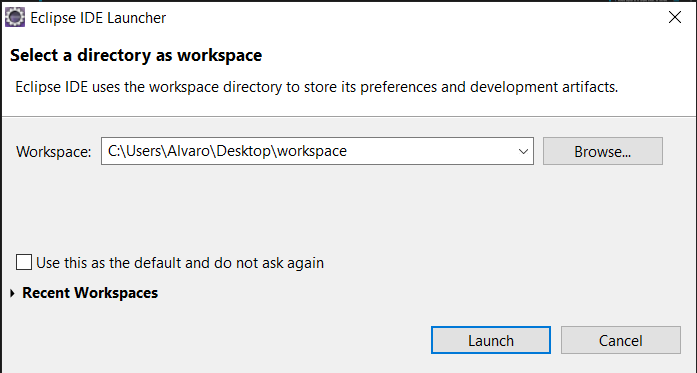 Eclipse IDE Launcher
Select a directory as workspace
Eclipse IDE uses the workspace directory to store its preferences and development artifacts.
Workspace: C:\Users\Alvaro\Desktop\workspace Browse...
Use this as the default and do not ask again
Recent Workspaces
Launch Cancel